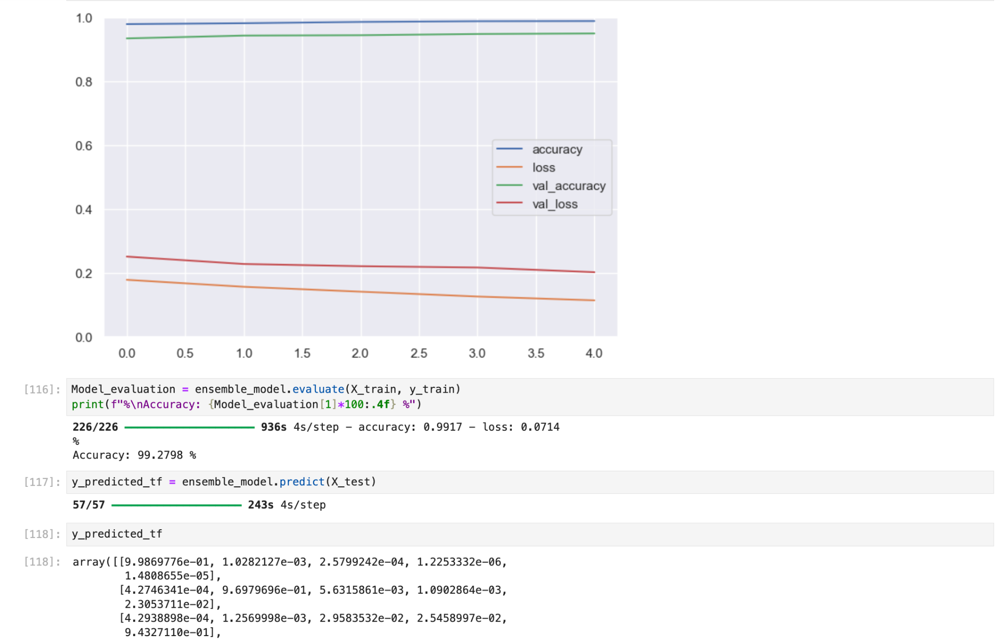 1.0
0.8
0.6
0.4
0.2
0.0
accuracy
loss
val_accuracy
val_loss
0.0 0.5 1.0 1.5 2.0 2.5 3.0 3.5 4.0
[116]: Model_evaluation = ensemble_model.evaluate(X_train, y_train)
print(f"%\nAccuracy: {Model_evaluation[1]*100:.4f} %")
226/226 936s 4s/step – accuracy: 0.9917 – loss: 0.0714
%
Accuracy: 99.2798 %
[117]: y_predicted_tf = ensemble_model.predict(X_test)
57/57 243s 4s/step
[118]: y_predicted_tf
[118]: array([[9.9869776e–01, 1.0282127e–03, 2.5799242e–04, 1.2253332e–06,
1.4808655e–05],
[4.2746341e–04, 9.6979696e–01, 5.6315861e–03, 1.0902864e–03,
2.3053711e–02],
[4.2938898e–04, 1.2569998e–03, 2.9583532e–02, 2.5458997e–02,
9.4327110e–01],